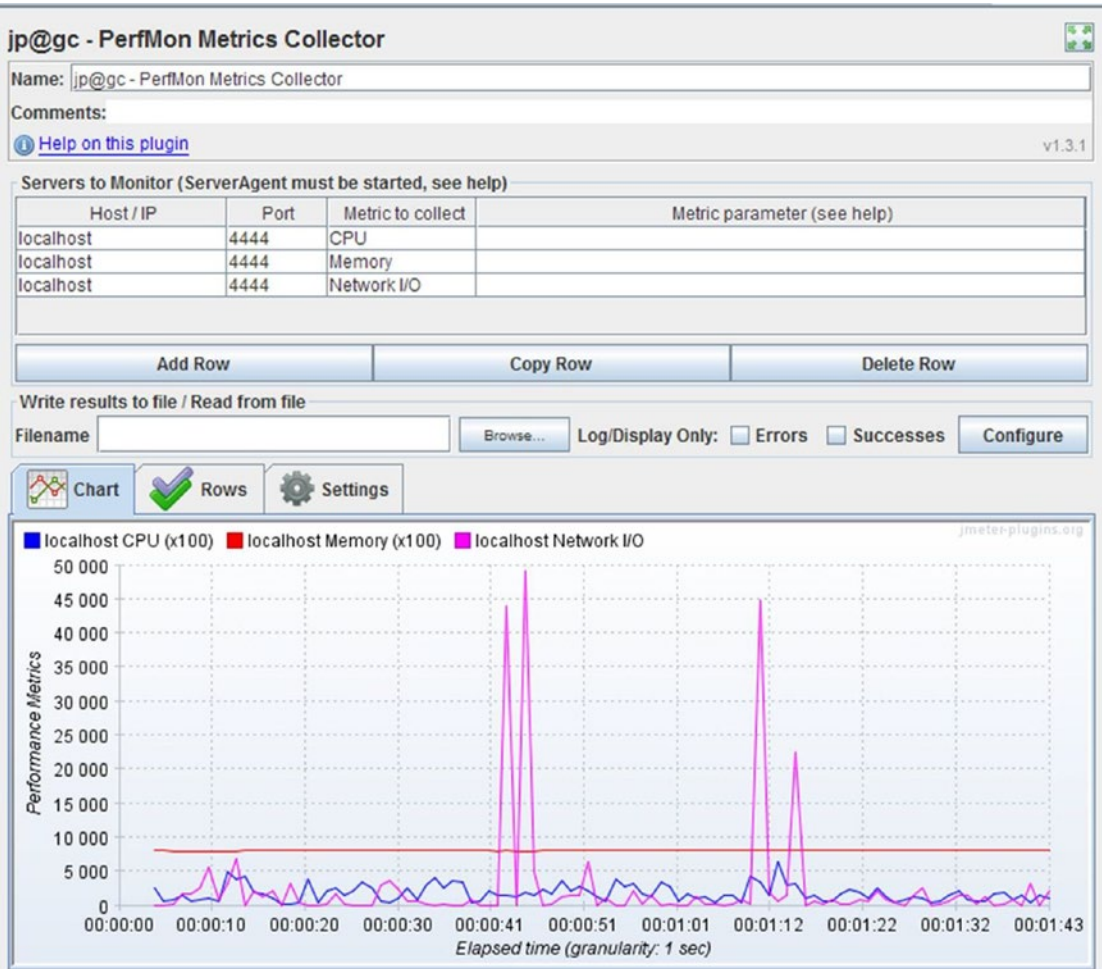 jp@gc - PerfMon Metrics Collector
Name: jp@gc - PerfMon Metrics Collector
Comments:
Help on this plugin v1.3.1
Servers to Monitor (ServerAgent must be started, see help)
Host / IP Port Metric to collect Metric parameter (see help)
localhost 4444 CPU
localhost 4444 Memory
localhost 4444 Network I/O
Add Row Copy Row Delete Row
Write results to file / Read from file
Filename Browse... Log/Display Only: Errors Successes Configure
Chart Rows Settings
jmeter-plugins.org
localhost CPU (x100) localhost Memory (x100) localhost Network I/O
50 000
45 000
40 000
35 000
30 000
25 000
20 000
15 000
10 000
5 000
0
Performance Metrics
00:00:00 00:00:10 00:00:20 00:00:30 00:00:41 00:00:51 00:01:01 00:01:12 00:01:22 00:01:32 00:01:43
Elapsed time (granularity: 1 sec)